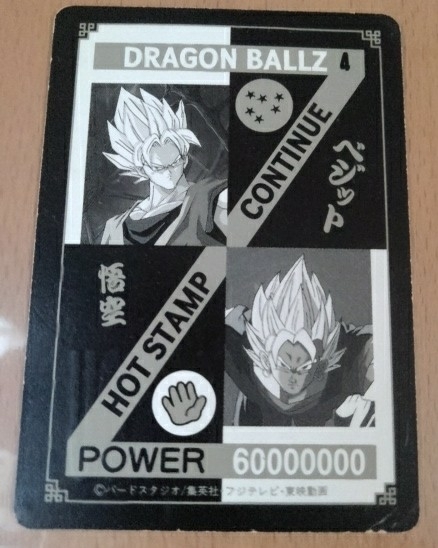 DRAGON BALLZ 4
CONTINUE
ベジット
悟空
HOT STAMP
POWER 60000000
©バードスタジオ/集英社・フジテレビ・東映動画